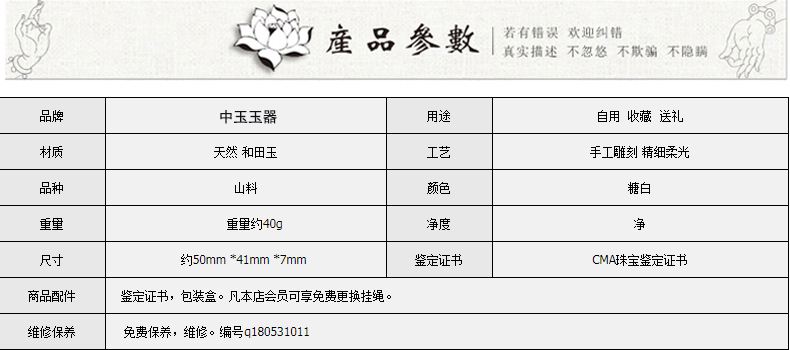 産品參數
若有错误 欢迎纠错
真实描述 不忽悠 不欺骗 不隐瞒
品牌 中玉玉器 用途 自用 收藏 送礼
材质 天然 和田玉 工艺 手工雕刻 精细柔光
品种 山料 颜色 糖白
重量 重量约40g 净度 净
尺寸 约50mm *41mm *7mm 鉴定证书 CMA珠宝鉴定证书
商品配件 鉴定证书，包装盒。凡本店会员可享免费更换挂绳。
维修保养 免费保养，维修。编号q180531011